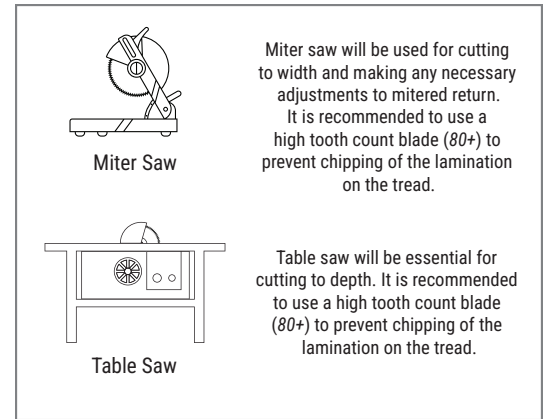 Miter saw will be used for cutting
to width and making any necessary
adjustments to mitered return.
It is recommended to use a
high tooth count blade (80+) to
prevent chipping of the lamination
on the tread.
Miter Saw
Table saw will be essential for
cutting to depth. It is recommended
to use a high tooth count blade
(80+) to prevent chipping of the
lamination on the tread.
Table Saw